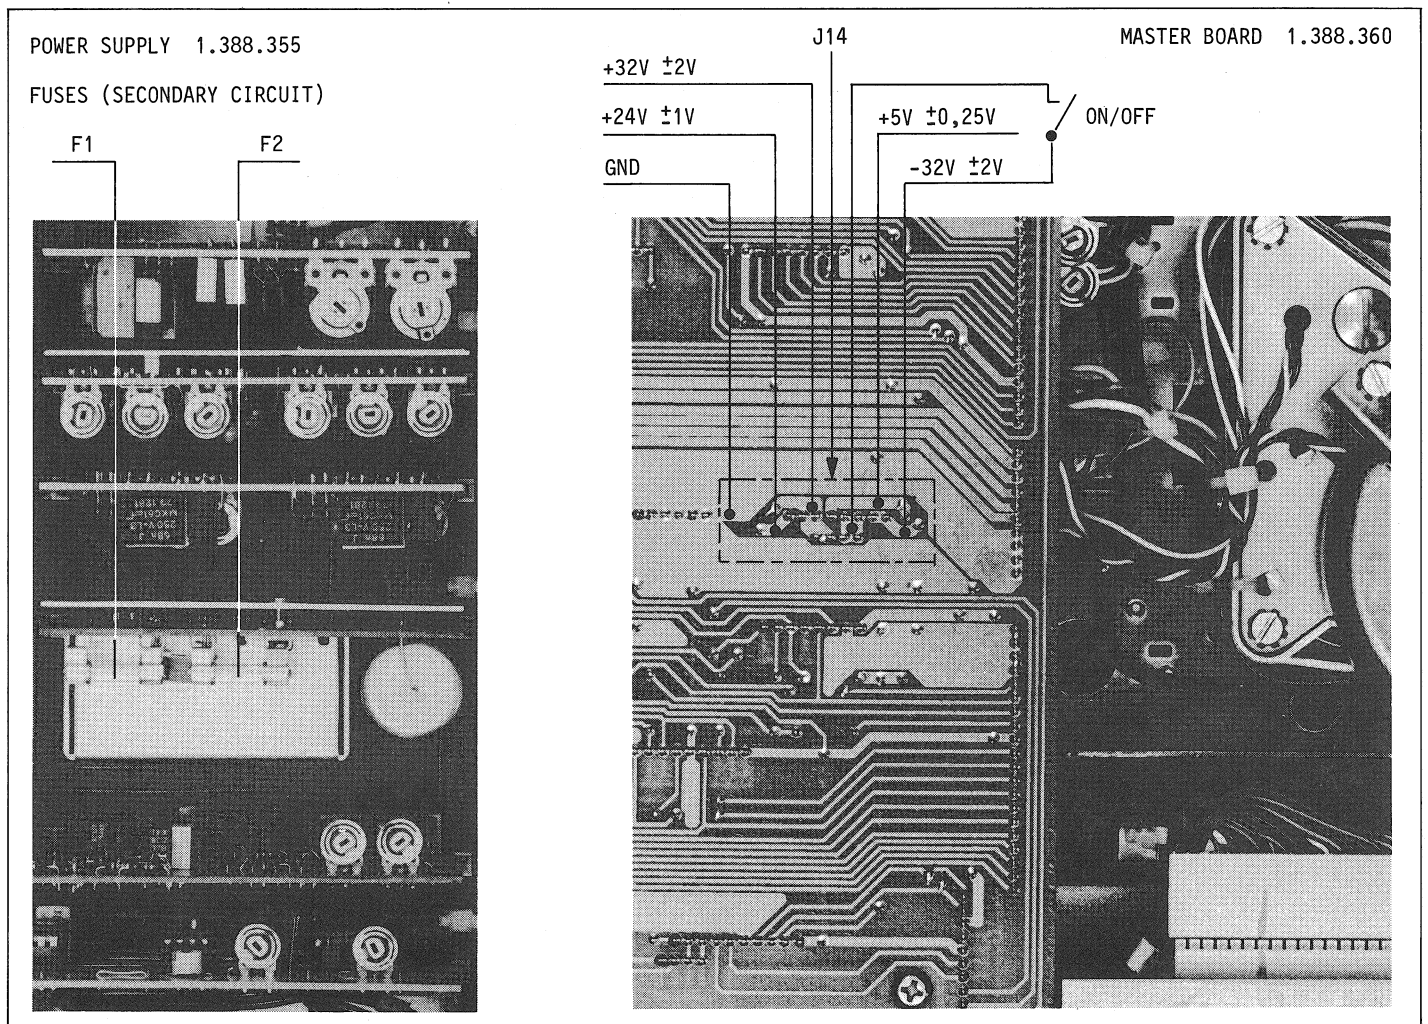 POWER SUPPLY 1.388.355
FUSES (SECONDARY CIRCUIT)
F1
F2
J14
MASTER BOARD 1.388.360
+32V ±2V
+24V ±1V
GND
+5V ±0,25V
ON/OFF
-32V ±2V